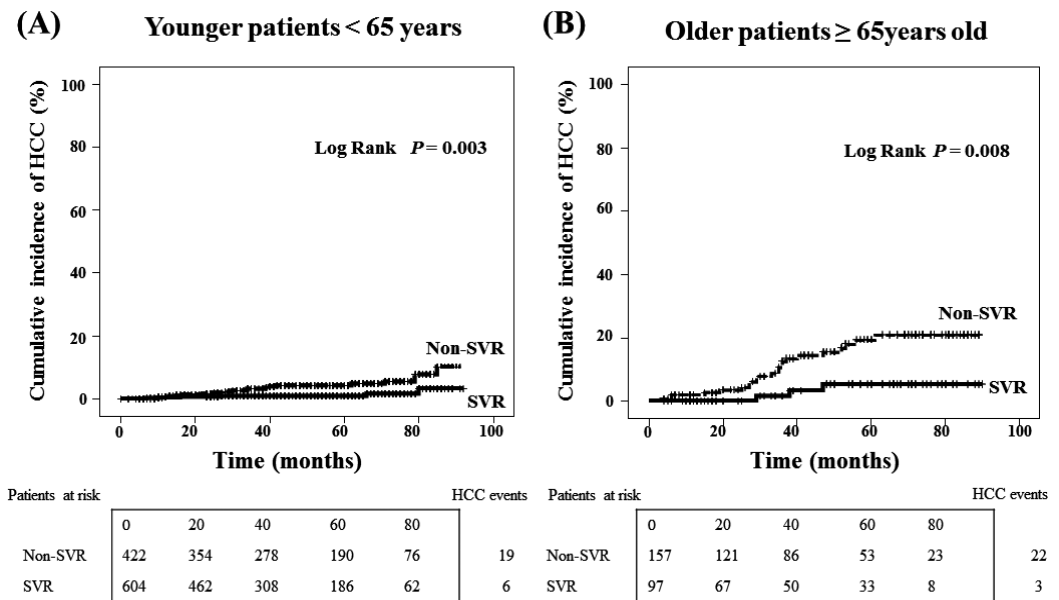 (A) Younger patients < 65 years
Cumulative incidence of HCC (%)
100
80
60
40
20
0
Log Rank P = 0.003
Non-SVR
SVR
0 20 40 60 80 100
Time (months)
Patients at risk HCC events
0 20 40 60 80
Non-SVR 422 354 278 190 76 19
SVR 604 462 308 186 62 6
(B) Older patients ≥ 65years old
Cumulative incidence of HCC (%)
100
80
60
40
20
0
Log Rank P = 0.008
Non-SVR
SVR
0 20 40 60 80 100
Time (months)
Patients at risk HCC events
0 20 40 60 80
Non-SVR 157 121 86 53 23 22
SVR 97 67 50 33 8 3